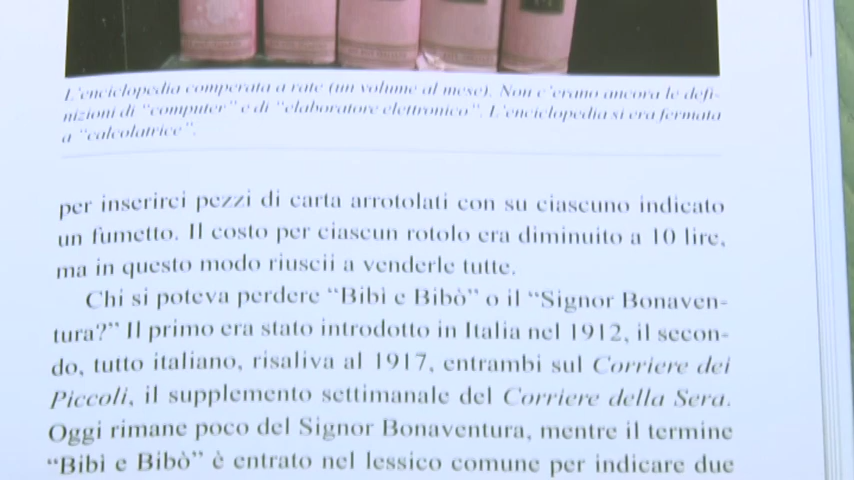 L'enciclopedia comperata a rate (un volume al mese). Non c'erano ancora le defi-
nizioni di "computer" e di "elaboratore elettronico". L'enciclopedia si era fermata
a "calcolatrice".
per inserirci pezzi di carta arrotolati con su ciascuno indicato
un fumetto. Il costo per ciascun rotolo era diminuito a 10 lire,
ma in questo modo riuscii a venderle tutte.
Chi si poteva perdere "Bibì e Bibò" o il "Signor Bonaven-
tura?" Il primo era stato introdotto in Italia nel 1912, il secon-
do, tutto italiano, risaliva al 1917, entrambi sul Corriere dei
Piccoli, il supplemento settimanale del Corriere della Sera.
Oggi rimane poco del Signor Bonaventura, mentre il termine
"Bibì e Bibò" è entrato nel lessico comune per indicare due